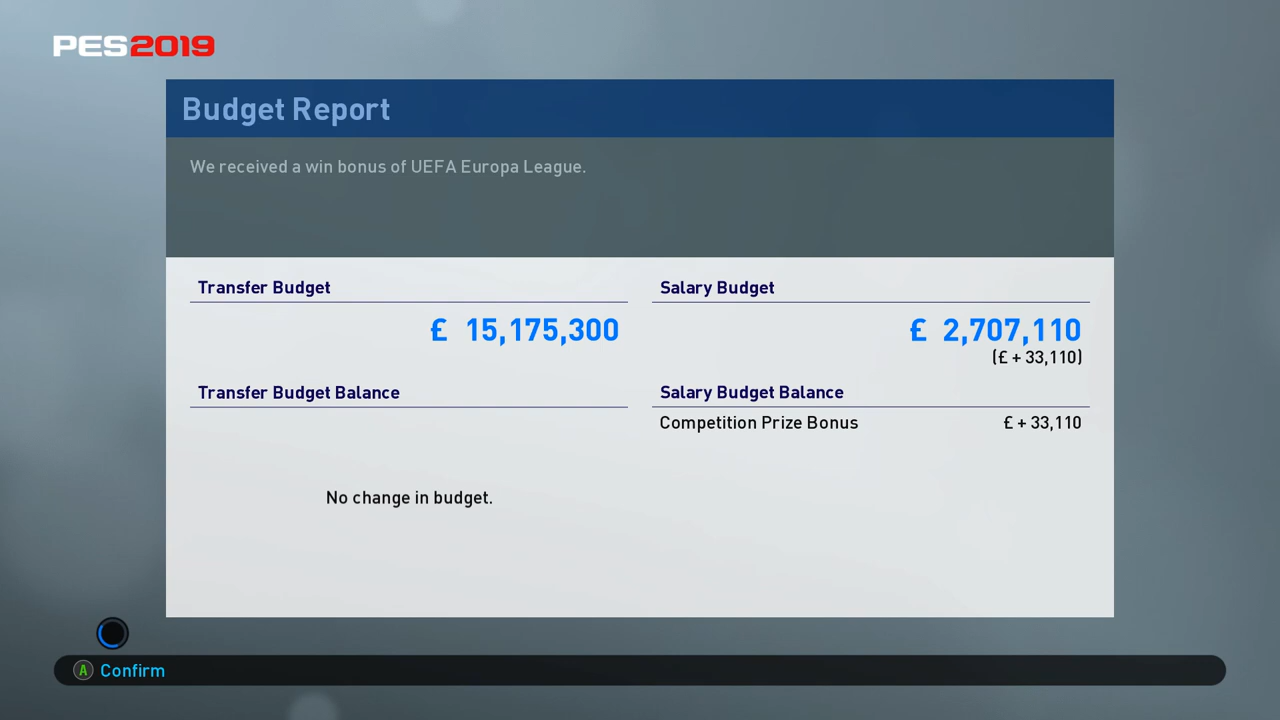 PES2019
Budget Report
We received a win bonus of UEFA Europa League.
Transfer Budget
£ 15,175,300
Salary Budget
£ 2,707,110
(£ + 33,110)
Transfer Budget Balance
No change in budget.
Salary Budget Balance
Competition Prize Bonus £ + 33,110
A Confirm